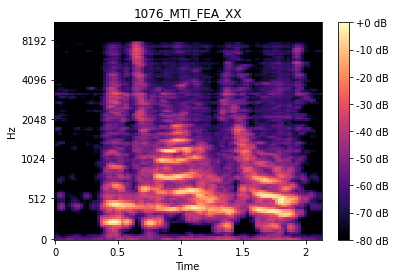 1076_MTI_FEA_XX
Hz
8192
4096
2048
1024
512
0
0
0.5
1
1.5
2
Time
+0 dB
-10 dB
-20 dB
-30 dB
-40 dB
-50 dB
-60 dB
-70 dB
-80 dB